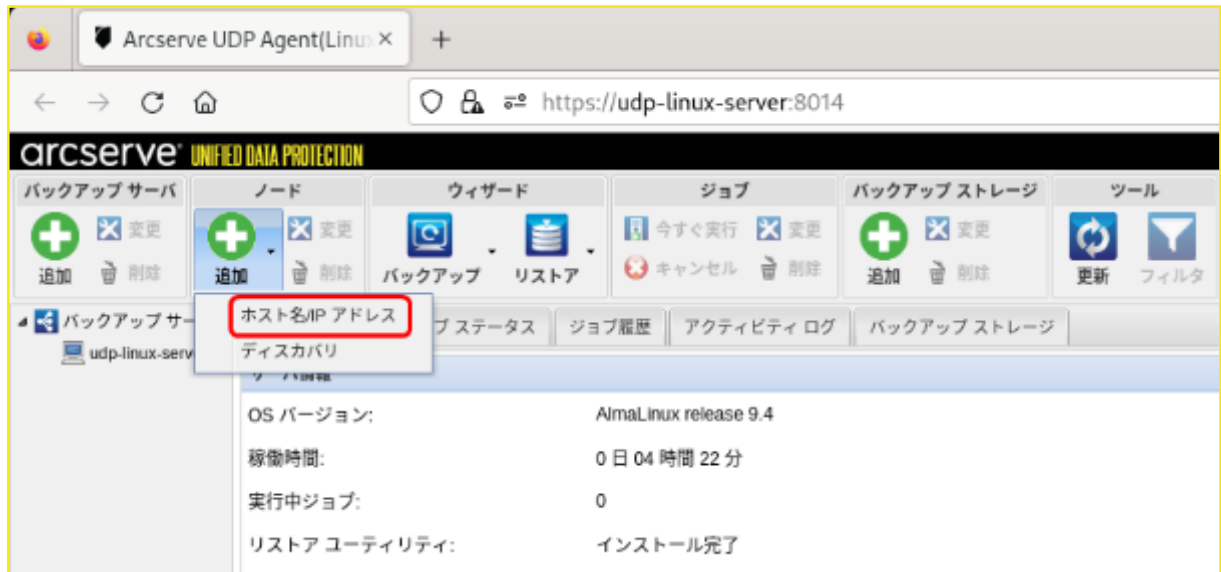 Arcserve UDP Agent(Linu
https://udp-linux-server:8014
arcserve® UNIFIED DATA PROTECTION
バックアップ サーバ ノード ウィザード ジョブ バックアップ ストレージ ツール
変更 変更 今すぐ実行 変更 変更
追加 削除 追加 削除 バックアップ リストア キャンセル 削除 追加 削除 更新 フィルタ
バックアップ サー ホスト名/IP アドレス ブ ステータス ジョブ履歴 アクティビティ ログ バックアップ ストレージ
udp-linux-serv ディスカバリ
OS バージョン: AlmaLinux release 9.4
稼働時間: 0 日 04 時間 22 分
実行中ジョブ: 0
リストア ユーティリティ: インストール完了